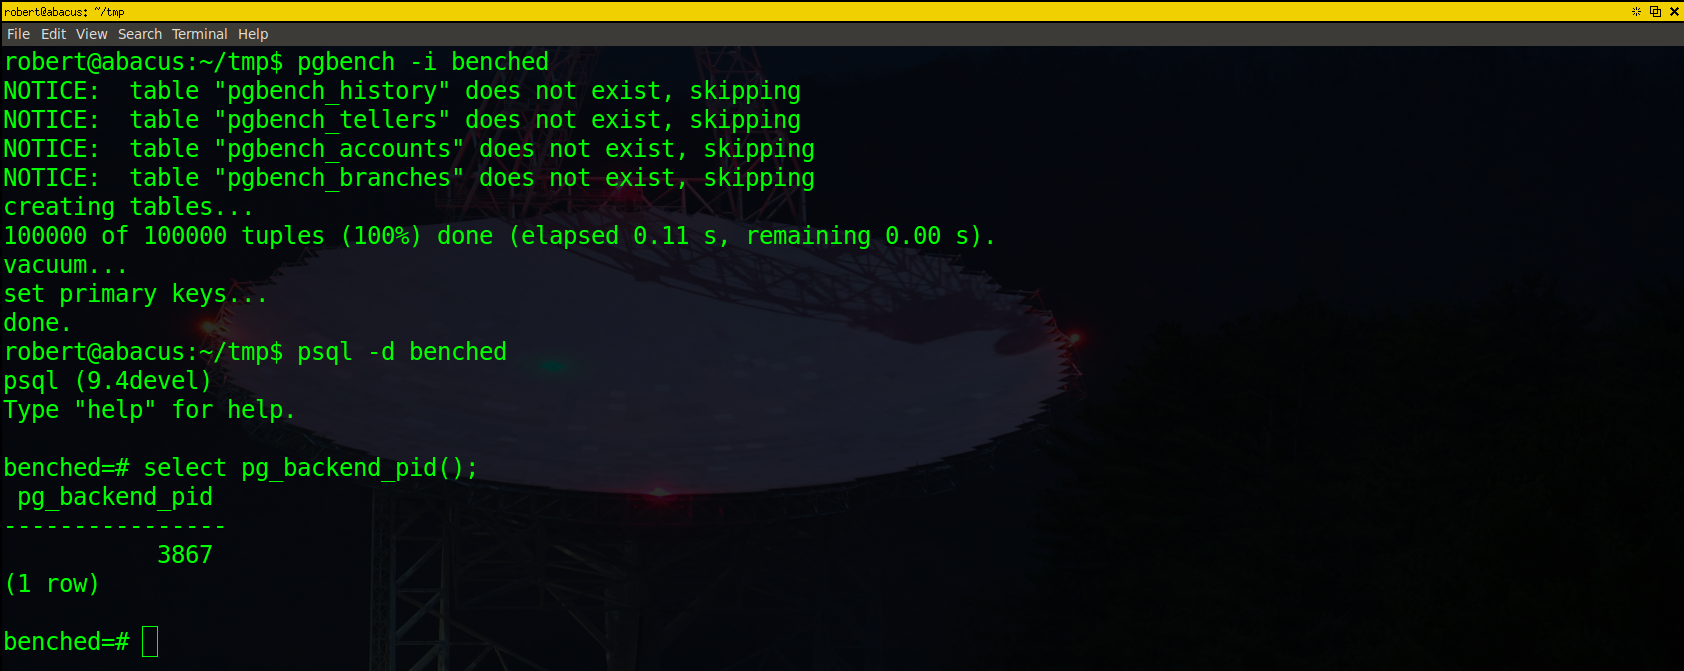 robert@abacus: ~/tmp
File Edit View Search Terminal Help
robert@abacus:~/tmp$ pgbench -i benched
NOTICE:  table "pgbench_history" does not exist, skipping
NOTICE:  table "pgbench_tellers" does not exist, skipping
NOTICE:  table "pgbench_accounts" does not exist, skipping
NOTICE:  table "pgbench_branches" does not exist, skipping
creating tables...
100000 of 100000 tuples (100%) done (elapsed 0.11 s, remaining 0.00 s).
vacuum...
set primary keys...
done.
robert@abacus:~/tmp$ psql -d benched
psql (9.4devel)
Type "help" for help.
benched=# select pg_backend_pid();
 pg_backend_pid
----------------
           3867
(1 row)
benched=#